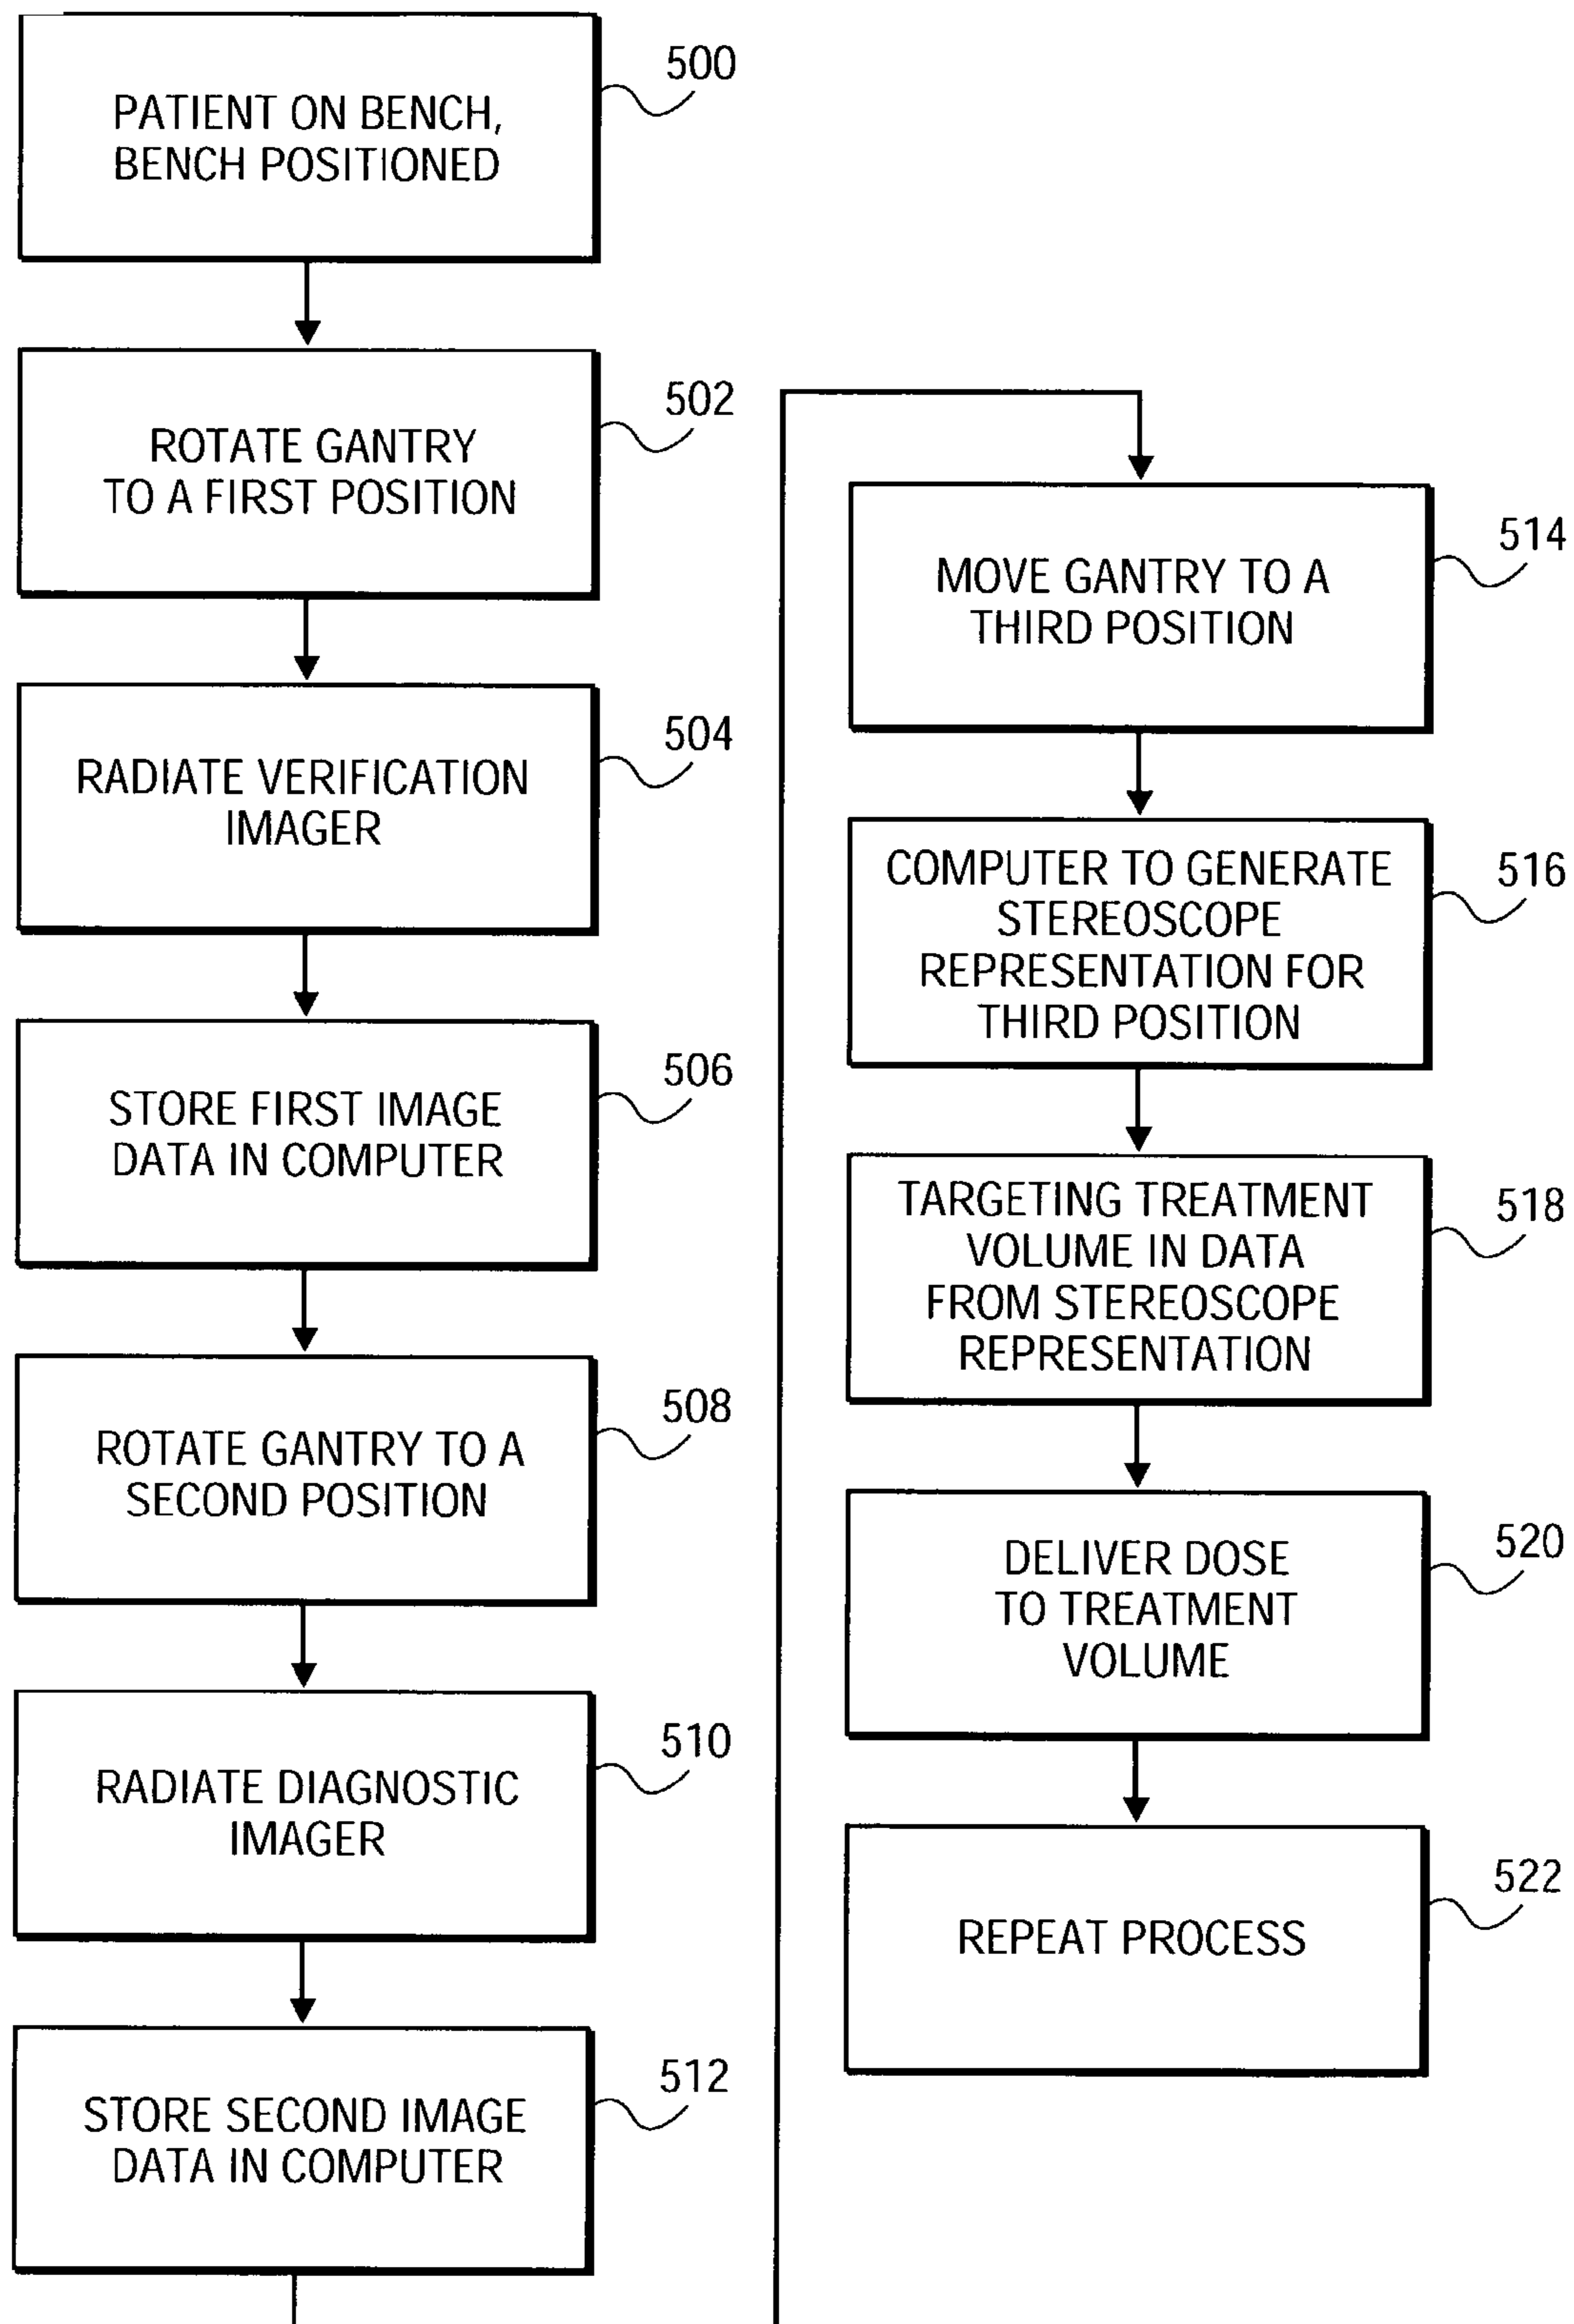 PATIENT ON BENCH,
BENCH POSITIONED
500
ROTATE GANTRY
TO A FIRST POSITION
502
RADIATE VERIFICATION
IMAGER
504
STORE FIRST IMAGE
DATA IN COMPUTER
506
ROTATE GANTRY TO A
SECOND POSITION
508
RADIATE DIAGNOSTIC
IMAGER
510
STORE SECOND IMAGE
DATA IN COMPUTER
512
MOVE GANTRY TO A
THIRD POSITION
514
COMPUTER TO GENERATE
STEREOSCOPE
REPRESENTATION FOR
THIRD POSITION
516
TARGETING TREATMENT
VOLUME IN DATA
FROM STEREOSCOPE
REPRESENTATION
518
DELIVER DOSE
TO TREATMENT
VOLUME
520
REPEAT PROCESS
522